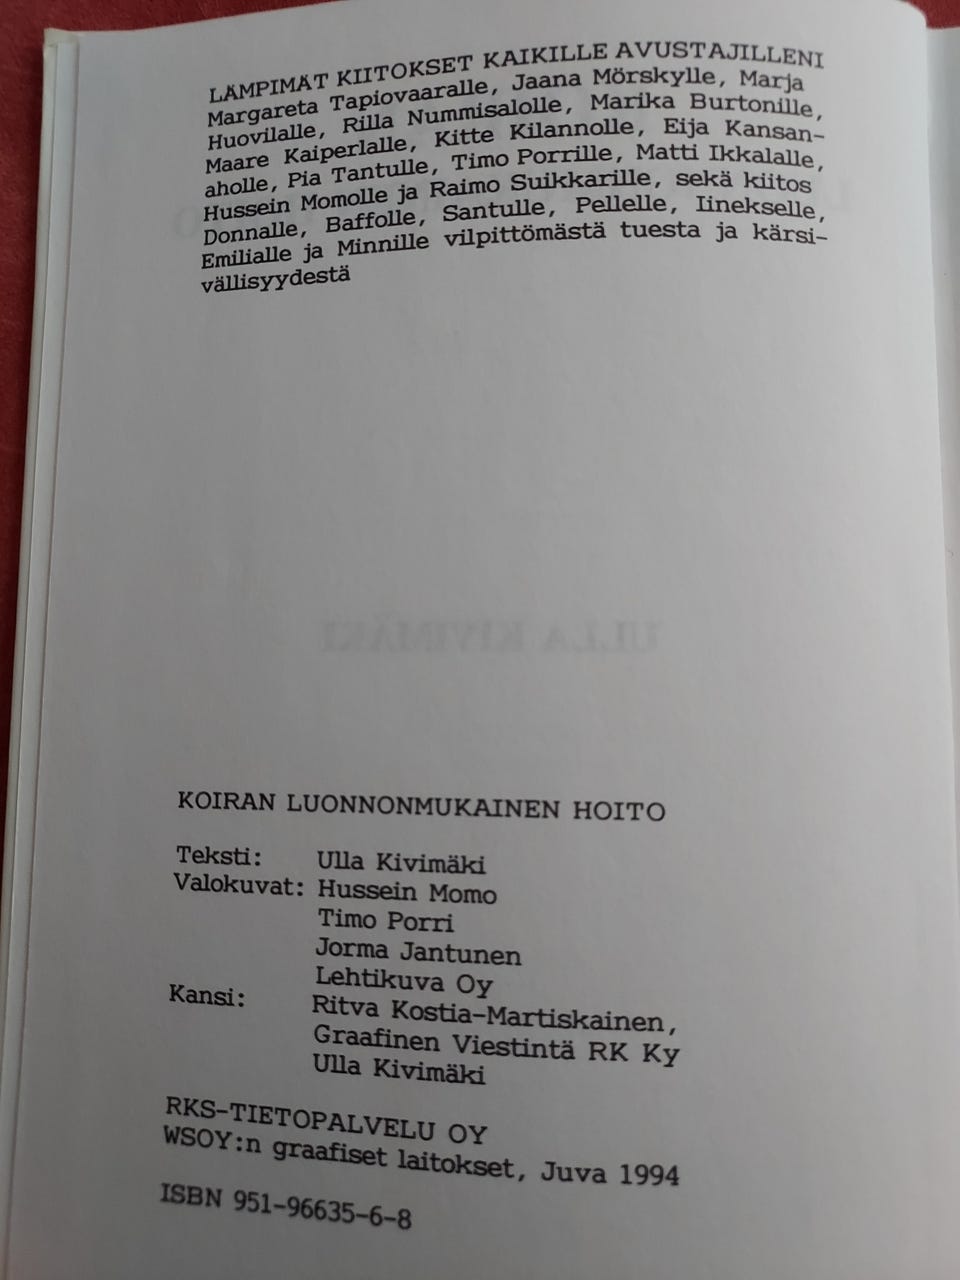 LÄMPIMÄT KIITOKSET KAIKILLE AVUSTAJILLENI
Margareta Tapiovaaralle, Jaana Mörskylle, Marja
Huovilalle, Rilla Nummisalolle, Marika Burtonille,
Maare Kaiperlalle, Kitte Kilannolle, Eija Kansan-
aholle, Pia Tantulle, Timo Porrille, Matti Ikkalalle,
Hussein Momolle ja Raimo Suikkarille, sekä kiitos
Donnalle, Baffolle, Santulle, Pellelle, Iinekselle,
Emilialle ja Minnille vilpittömästä tuesta ja kärsi-
vällisyydestä
ULLA KIVIMÄKI
KOIRAN LUONNONMUKAINEN HOITO
Teksti: Ulla Kivimäki
Valokuvat: Hussein Momo
Timo Porri
Jorma Jantunen
Lehtikuva Oy
Kansi: Ritva Kostia-Martiskainen,
Graafinen Viestintä RK Ky
Ulla Kivimäki
RKS-TIETOPALVELU OY
WSOY:n graafiset laitokset, Juva 1994
ISBN 951-96635-6-8